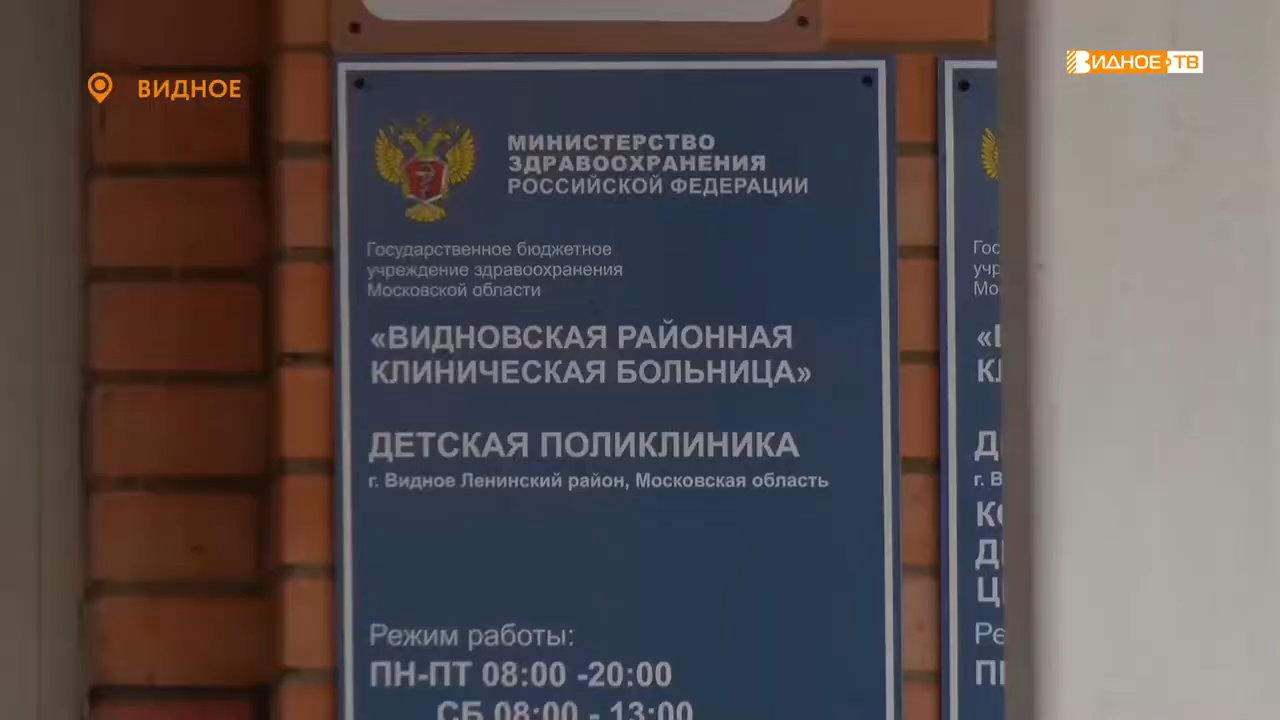 ВИДНОЕ
ВИДНОЕ ТВ
МИНИСТЕРСТВО
ЗДРАВООХРАНЕНИЯ
РОССИЙСКОЙ ФЕДЕРАЦИИ
Государственное бюджетное
учреждение здравоохранения
Московской области
«ВИДНОВСКАЯ РАЙОННАЯ
КЛИНИЧЕСКАЯ БОЛЬНИЦА»
ДЕТСКАЯ ПОЛИКЛИНИКА
г. Видное Ленинский район, Московская область
Режим работы:
ПН-ПТ 08:00 -20:00
СБ 08:00 - 13:00